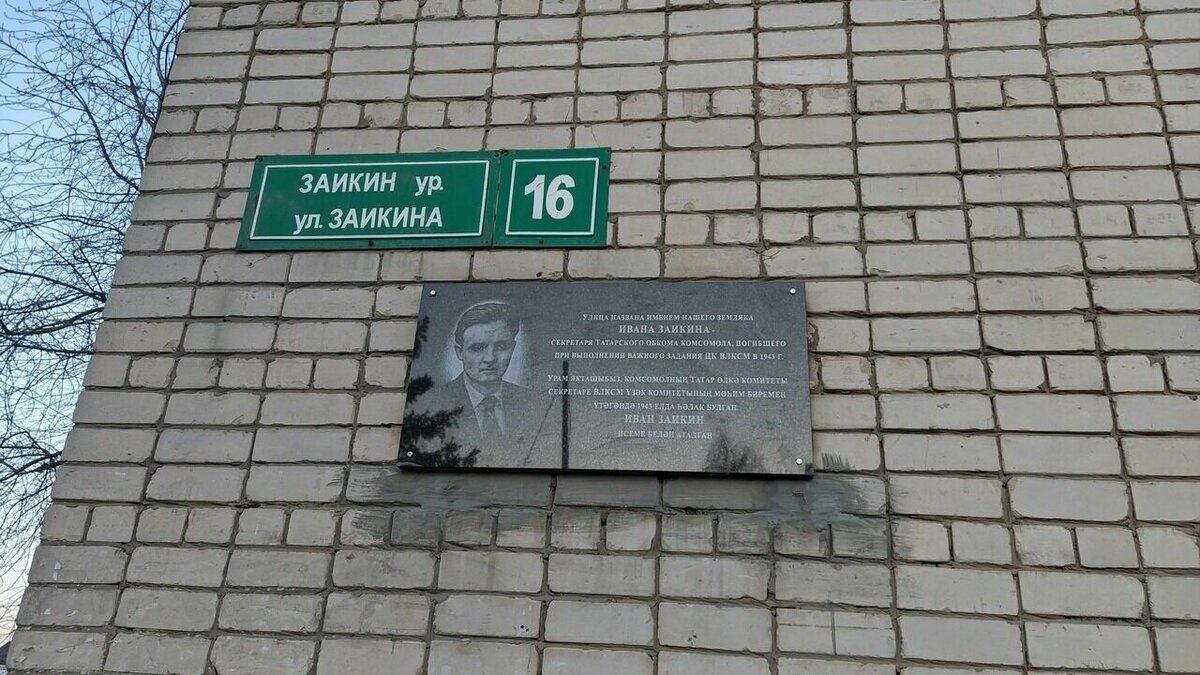 ЗАИКИН ур.
ул. ЗАИКИНА
16
УЛИЦА НАЗВАНА ИМЕНЕМ НАШЕГО ЗЕМЛЯКА
ИВАНА ЗАИКИНА
СЕКРЕТАРЯ ТАТАРСКОГО ОБКОМА КОМСОМОЛА, ПОГИБШЕГО
ПРИ ВЫПОЛНЕНИИ ВАЖНОГО ЗАДАНИЯ ЦК ВЛКСМ В 1943 Г.
УРАМ ЯКТАШЫБЫЗ, КОМСОМОЛНЫҢ ТАТАР ӨЛКӘ КОМИТЕТЫ
СЕКРЕТАРЕ ВЛКСМ ҮЗӘК КОМИТЕТЫНЫҢ МӨҺИМ БИРЕМЕН
ҮТӘГӘНДӘ 1943 ЕЛДА ҺӘЛАК БУЛГАН
ИВАН ЗАИКИН
ИСЕМЕ БЕЛӘН АТАЛГАН